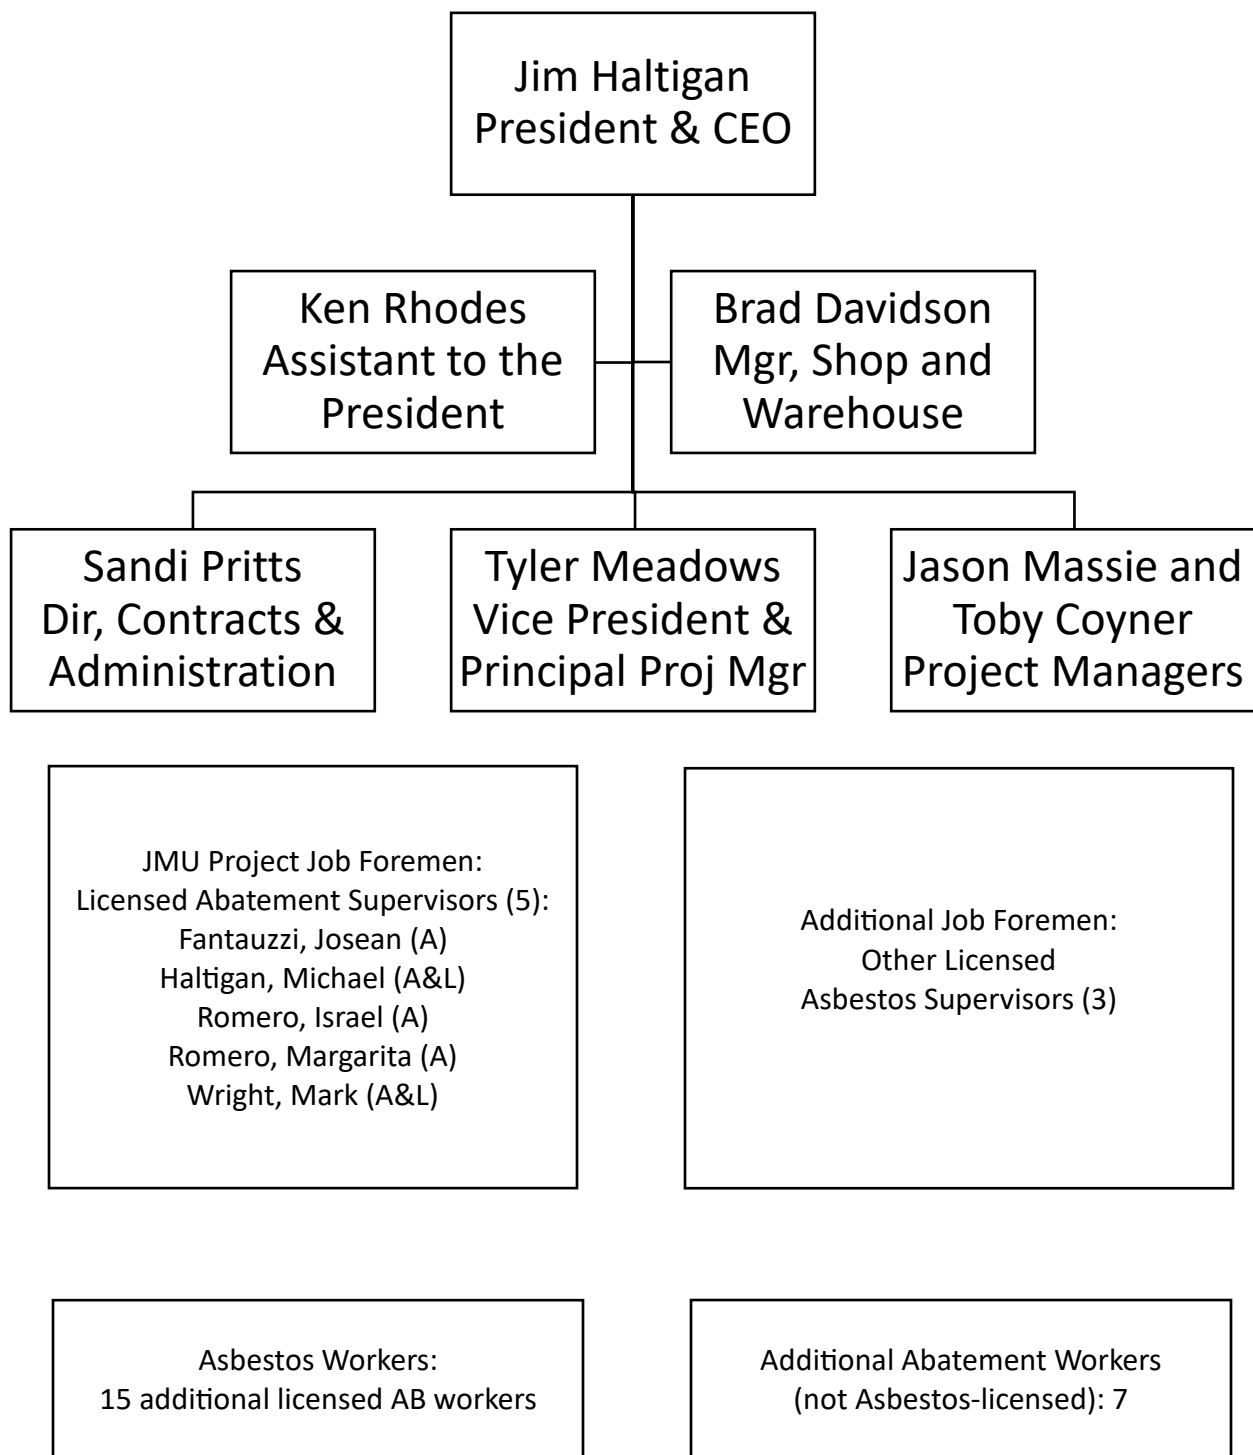 Jim Haltigan
President & CEO
Ken Rhodes
Assistant to the
President
Brad Davidson
Mgr, Shop and
Warehouse
Sandi Pritts
Dir, Contracts &
Administration
Tyler Meadows
Vice President &
Principal Proj Mgr
Jason Massie and
Toby Coyner
Project Managers
JMU Project Job Foremen:
Licensed Abatement Supervisors (5):
Fantauzzi, Josean (A)
Haltigan, Michael (A&L)
Romero, Israel (A)
Romero, Margarita (A)
Wright, Mark (A&L)
Additional Job Foremen:
Other Licensed
Asbestos Supervisors (3)
Asbestos Workers:
15 additional licensed AB workers
Additional Abatement Workers
(not Asbestos-licensed): 7